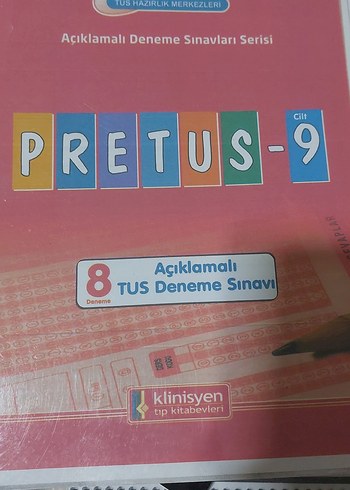 TUS HAZIRLIK MERKEZLERİ
Açıklamalı Deneme Sınavları Serisi
Cilt
PRETUS-9
8 Deneme
Açıklamalı
TUS Deneme Sınavı
klinisyen
tıp kitabevleri